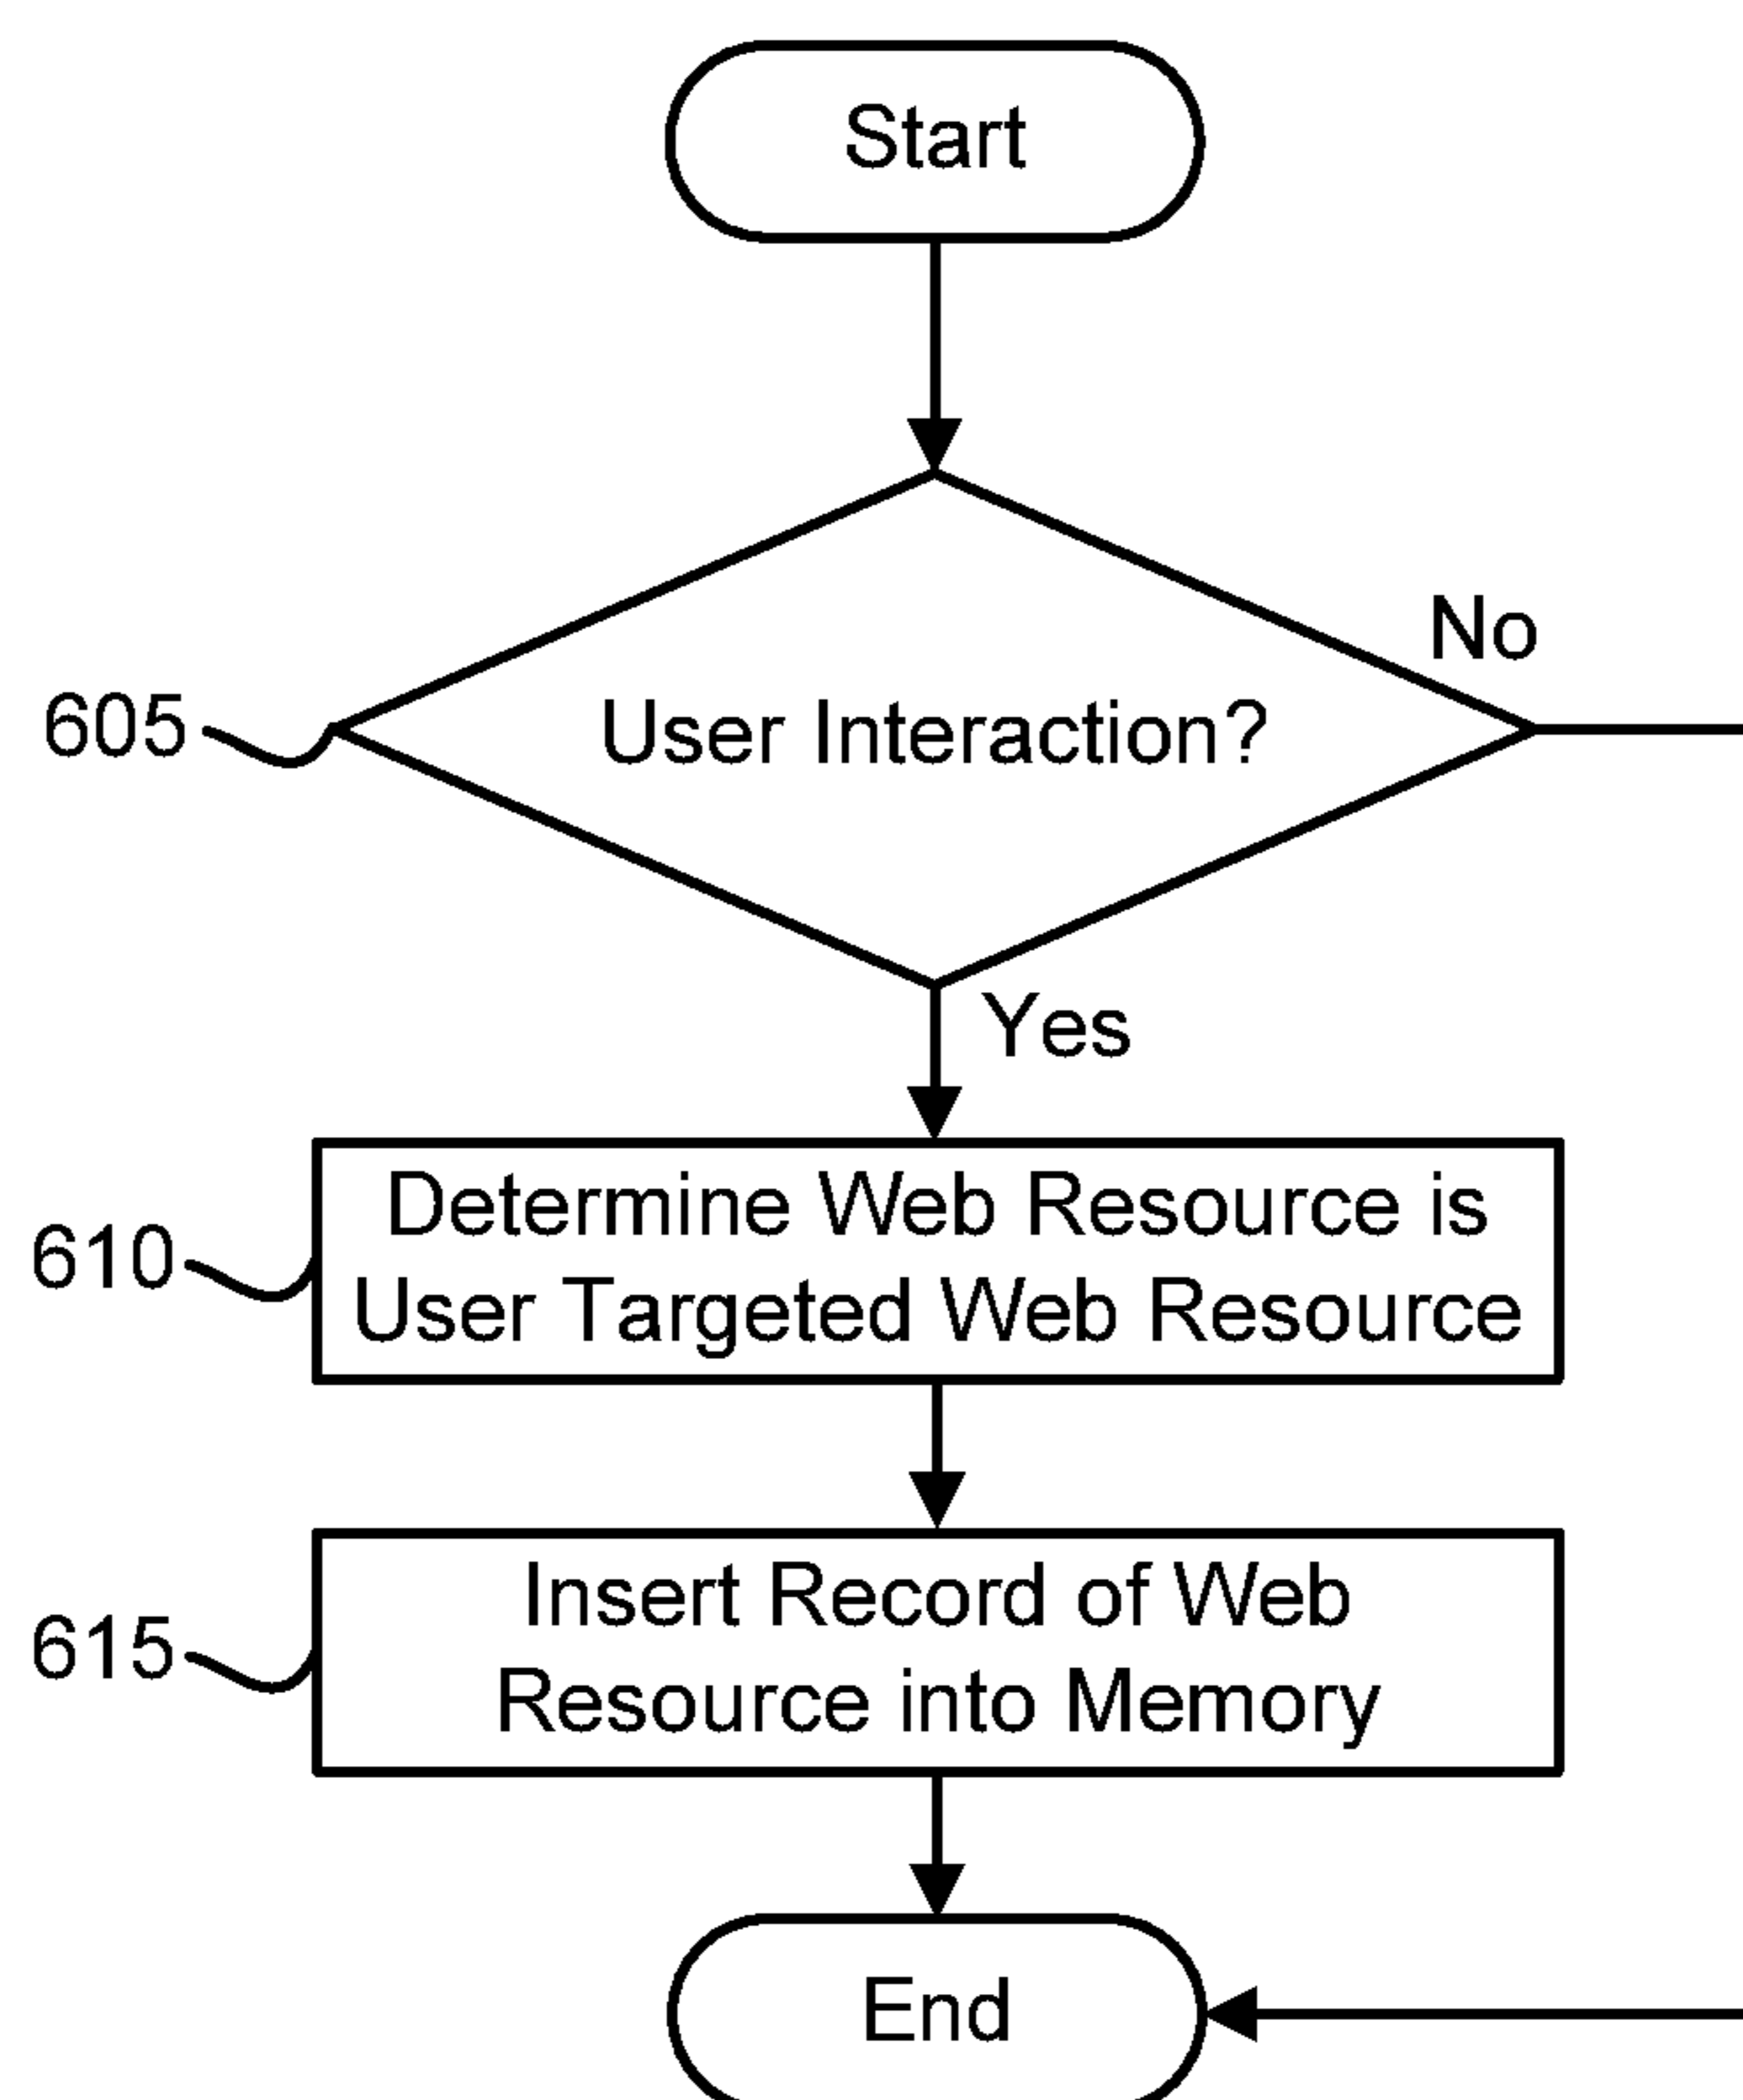 Start
No
605
User Interaction?
Yes
610
Determine Web Resource is
User Targeted Web Resource
615
Insert Record of Web
Resource into Memory
End